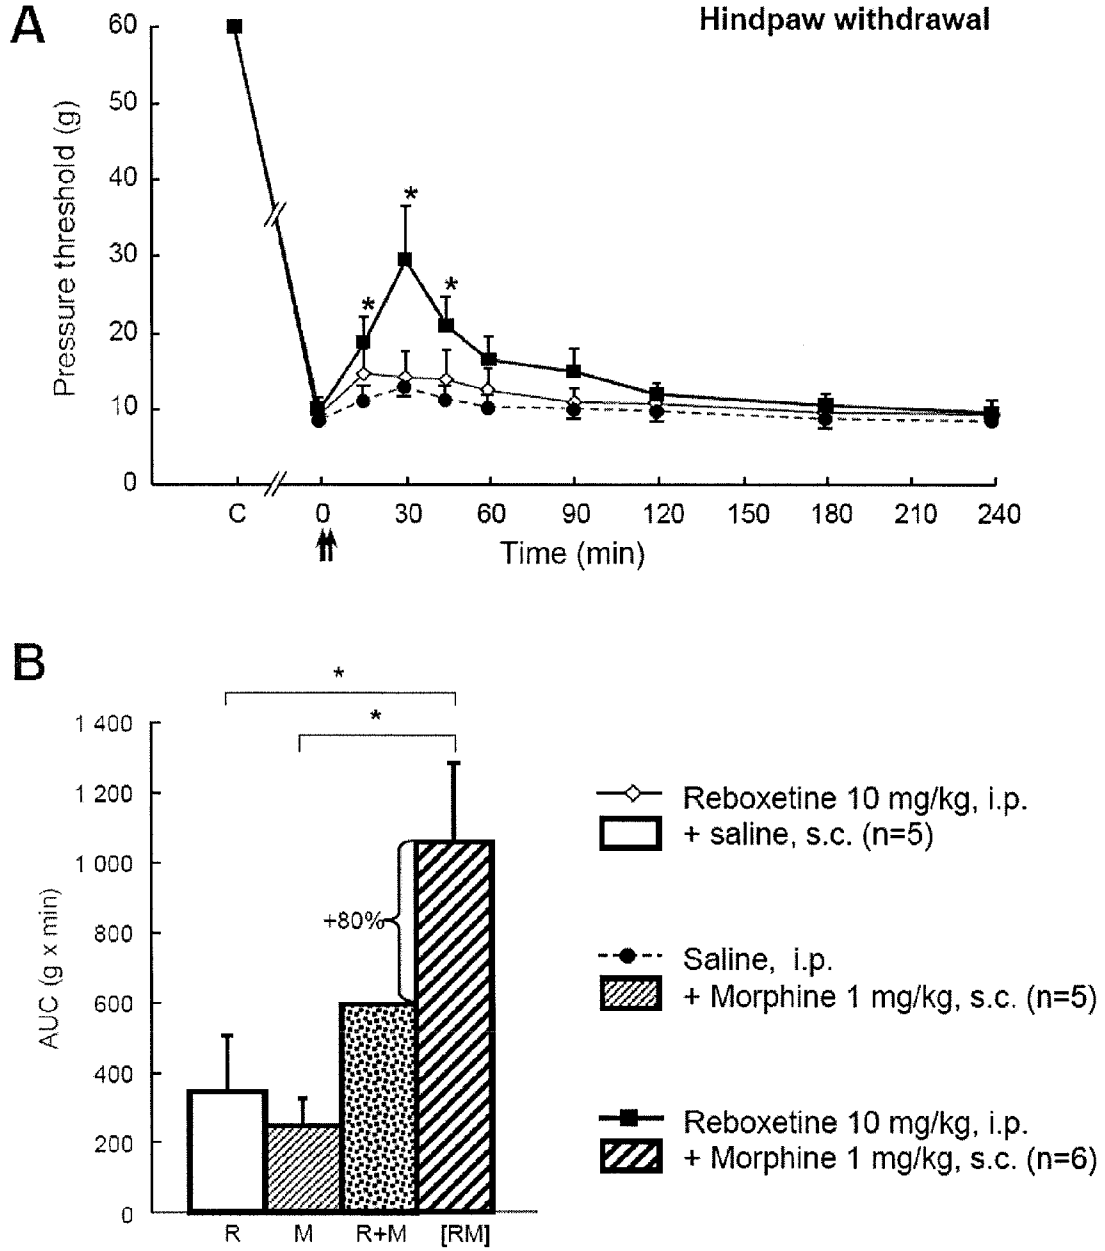 A
Hindpaw withdrawal
Pressure threshold (g)
60
50
40
30
20
10
0
* * *
C 0 30 60 90 120 150 180 210 240
Time (min)
B
*
*
AUC (g x min)
1 400
1 200
1 000
800
600
400
200
0
+80%
R M R+M [RM]
Reboxetine 10 mg/kg, i.p.
+ saline, s.c. (n=5)
Saline, i.p.
+ Morphine 1 mg/kg, s.c. (n=5)
Reboxetine 10 mg/kg, i.p.
+ Morphine 1 mg/kg, s.c. (n=6)